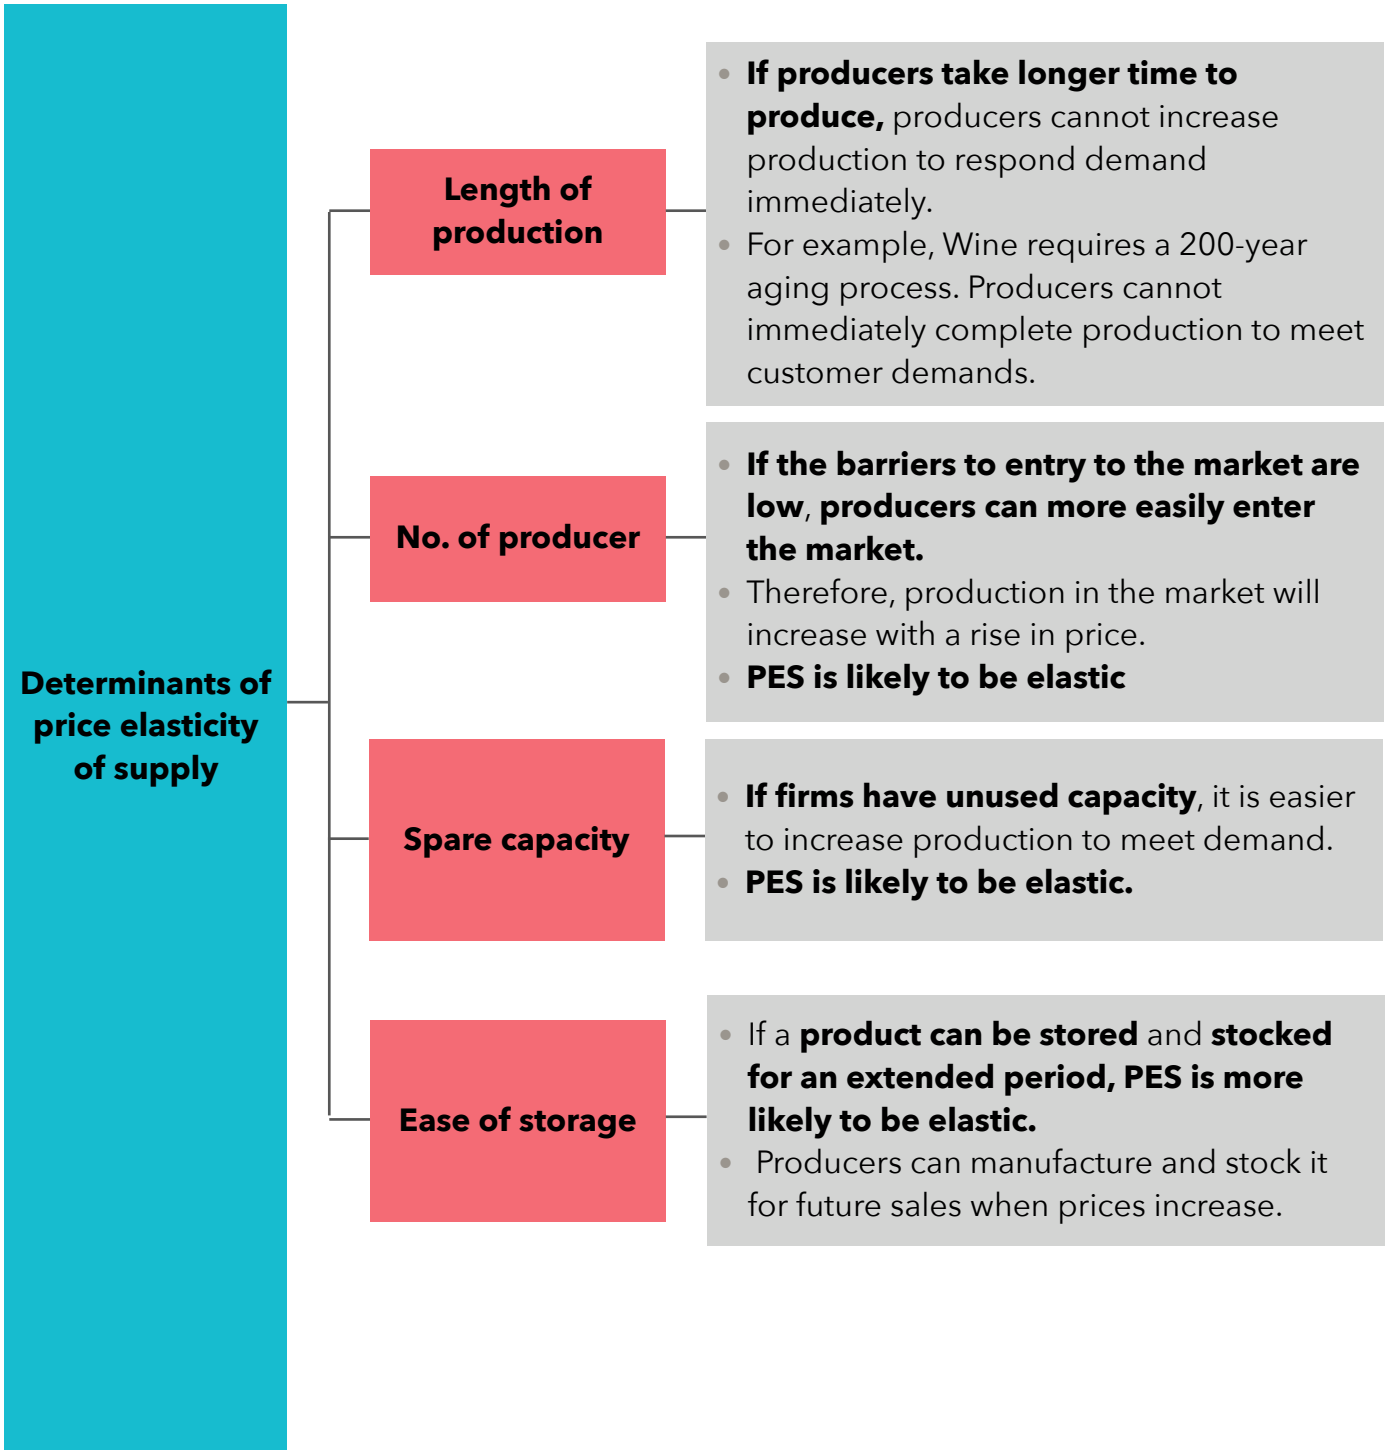 Determinants of
price elasticity
of supply
Length of
production
• If producers take longer time to
produce, producers cannot increase
production to respond demand
immediately.
• For example, Wine requires a 200-year
aging process. Producers cannot
immediately complete production to meet
customer demands.
No. of producer
• If the barriers to entry to the market are
low, producers can more easily enter
the market.
• Therefore, production in the market will
increase with a rise in price.
• PES is likely to be elastic
Spare capacity
• If firms have unused capacity, it is easier
to increase production to meet demand.
• PES is likely to be elastic.
Ease of storage
• If a product can be stored and stocked
for an extended period, PES is more
likely to be elastic.
• Producers can manufacture and stock it
for future sales when prices increase.